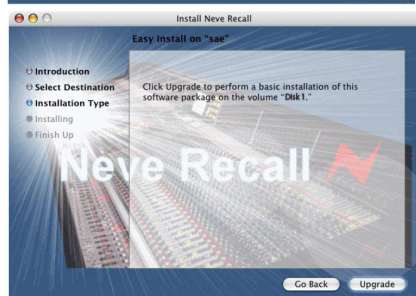 Install Neve Recall
Easy Install on "sae"
Introduction
Select Destination
Installation Type
Installing
Finish Up
Click Upgrade to perform a basic installation of this
software package on the volume "Disk1."
Neve Recall
Go Back
Upgrade